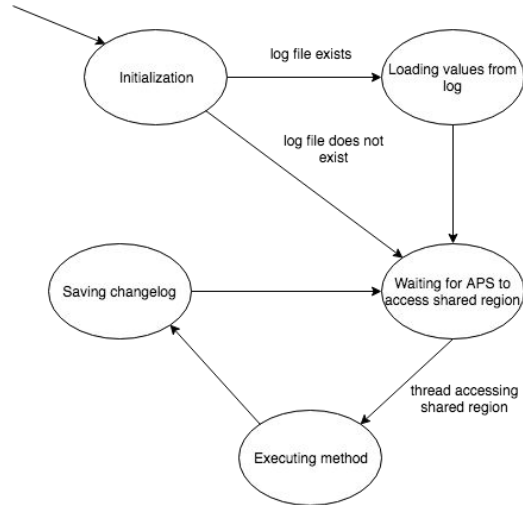 log file exists
Initialization
Loading values from
log
log file does not
exist
Saving changelog
Waiting for APS to
access shared region
thread accessing
shared region
Executing method